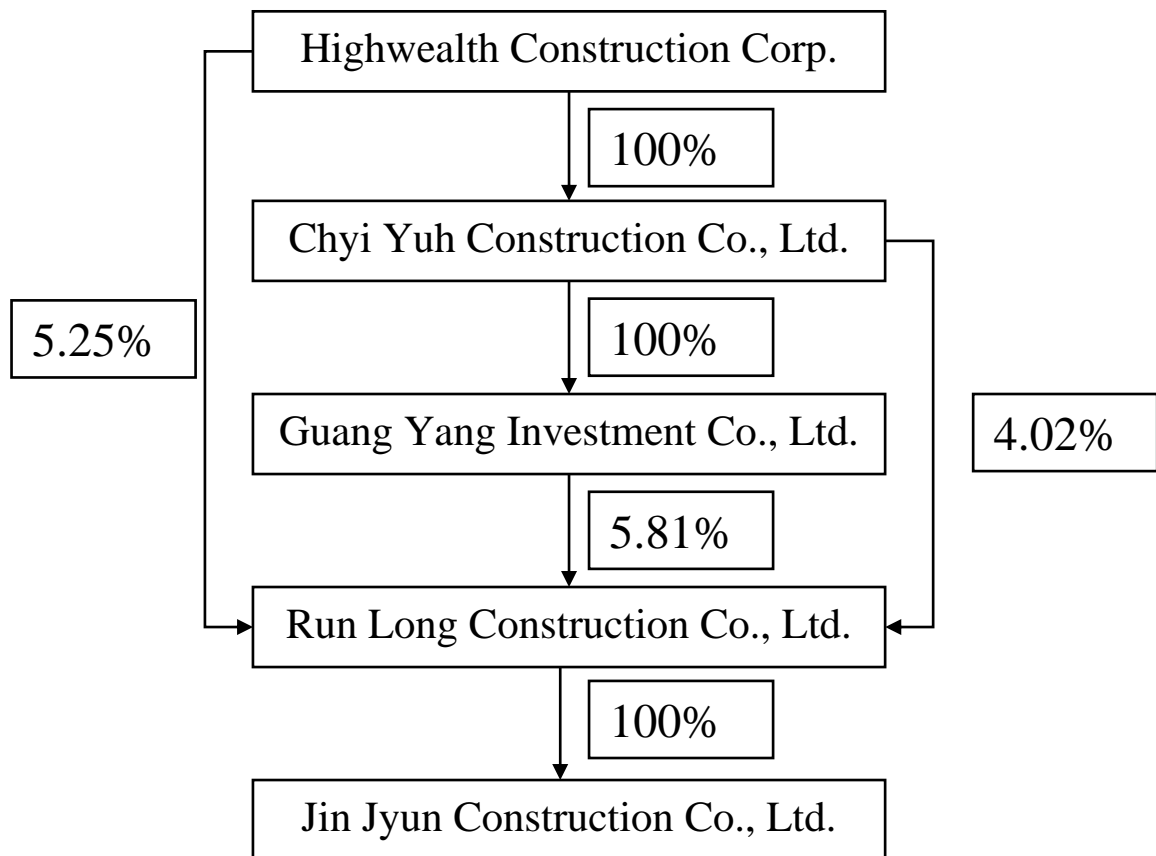 Highwealth Construction Corp.
100%
Chyi Yuh Construction Co., Ltd.
5.25%
100%
Guang Yang Investment Co., Ltd.
4.02%
5.81%
Run Long Construction Co., Ltd.
100%
Jin Jyun Construction Co., Ltd.